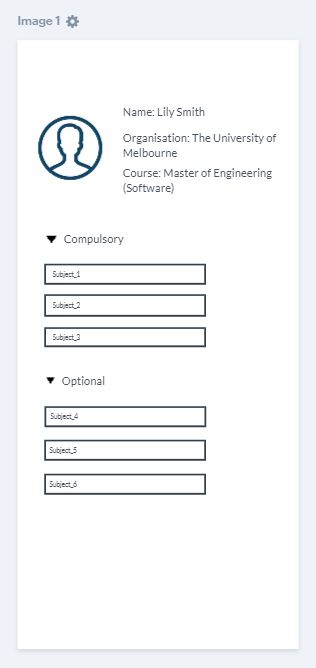 Image 1
Name: Lily Smith
Organisation: The University of
Melbourne
Course: Master of Engineering
(Software)
Compulsory
Subject_1
Subject_2
Subject_3
Optional
Subject_4
Subject_5
Subject_6